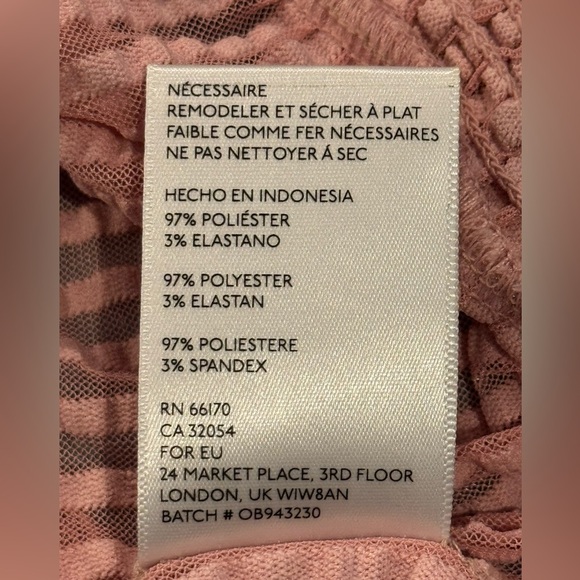 NÉCESSAIRE
REMODELER ET SÉCHER À PLAT
FAIBLE COMME FER NÉCESSAIRES
NE PAS NETTOYER Á SEC
HECHO EN INDONESIA
97% POLIÉSTER
3% ELASTANO
97% POLYESTER
3% ELASTAN
97% POLIESTERE
3% SPANDEX
RN 66170
CA 32054
FOR EU
24 MARKET PLACE, 3RD FLOOR
LONDON, UK W1W8AN
BATCH # OB943230